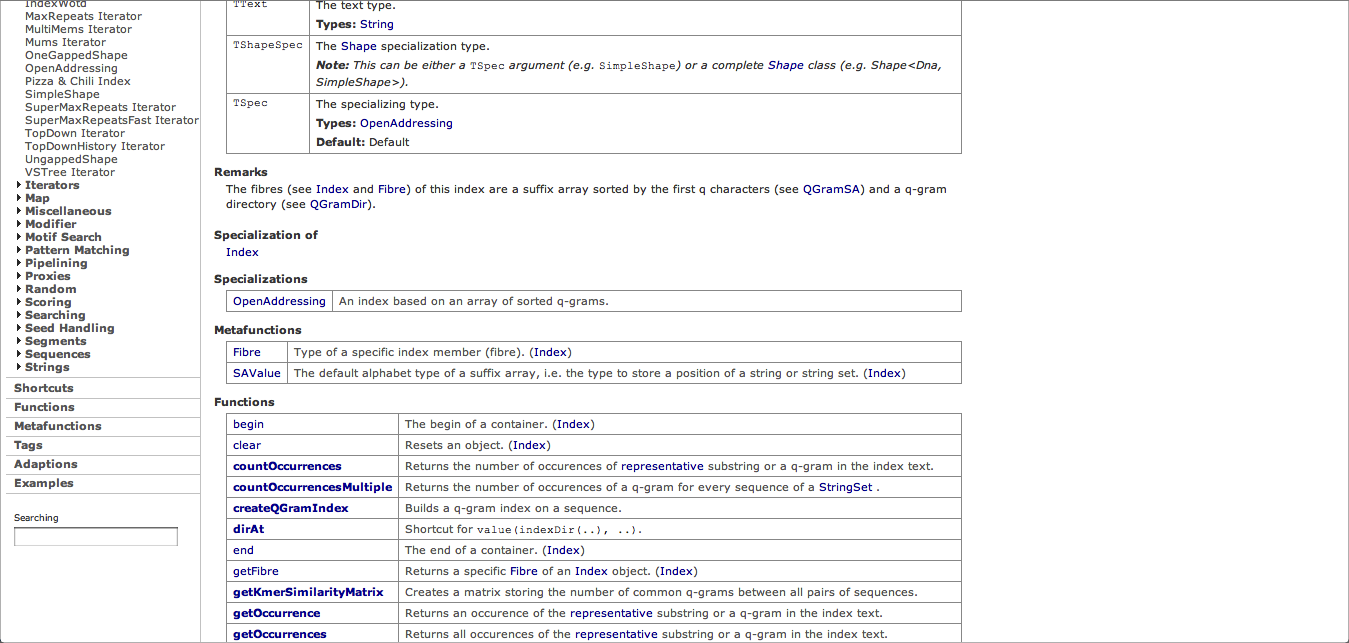 IndexWotd
MaxRepeats Iterator
MultiMems Iterator
Mums Iterator
OneGappedShape
OpenAddressing
Pizza & Chili Index
SimpleShape
SuperMaxRepeats Iterator
SuperMaxRepeatsFast Iterator
TopDown Iterator
TopDownHistory Iterator
UngappedShape
VSTree Iterator
Iterators
Map
Miscellaneous
Modifier
Motif Search
Pattern Matching
Pipelining
Proxies
Random
Scoring
Searching
Seed Handling
Segments
Sequences
Strings
Shortcuts
Functions
Metafunctions
Tags
Adaptions
Examples
Searching
TText The text type.
Types: String
TShapeSpec The Shape specialization type.
Note: This can be either a TSpec argument (e.g. SimpleShape) or a complete Shape class (e.g. Shape<Dna,
SimpleShape>).
TSpec The specializing type.
Types: OpenAddressing
Default: Default
Remarks
The fibres (see Index and Fibre) of this index are a suffix array sorted by the first q characters (see QGramSA) and a q-gram
directory (see QGramDir).
Specialization of
Index
Specializations
OpenAddressing An index based on an array of sorted q-grams.
Metafunctions
Fibre Type of a specific index member (fibre). (Index)
SAValue The default alphabet type of a suffix array, i.e. the type to store a position of a string or string set. (Index)
Functions
begin The begin of a container. (Index)
clear Resets an object. (Index)
countOccurrences Returns the number of occurences of representative substring or a q-gram in the index text.
countOccurrencesMultiple Returns the number of occurences of a q-gram for every sequence of a StringSet .
createQGramIndex Builds a q-gram index on a sequence.
dirAt Shortcut for value(indexDir(..), ..).
end The end of a container. (Index)
getFibre Returns a specific Fibre of an Index object. (Index)
getKmerSimilarityMatrix Creates a matrix storing the number of common q-grams between all pairs of sequences.
getOccurrence Returns an occurence of the representative substring or a q-gram in the index text.
getOccurrences Returns all occurences of the representative substring or a q-gram in the index text.